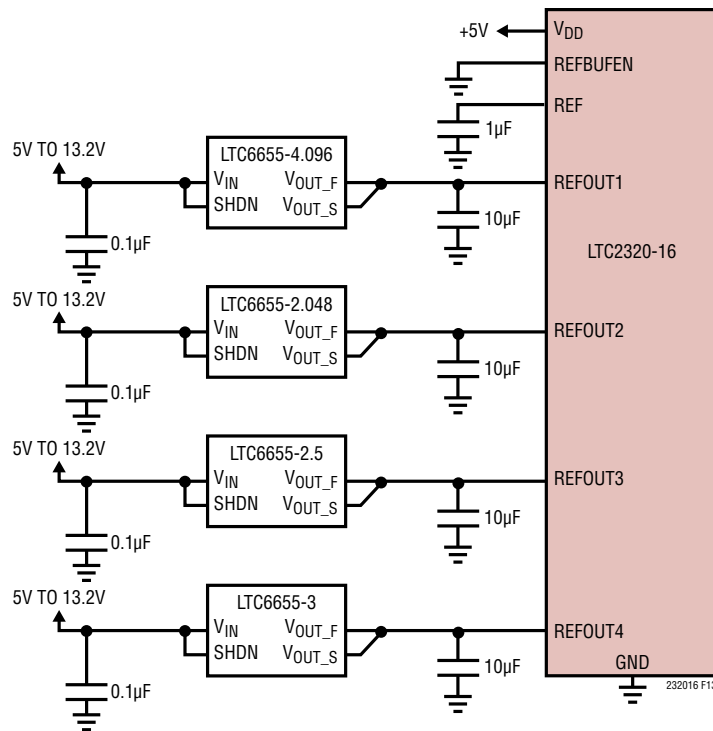 +5V
VDD
REFBUFEN
REF
1µF
5V TO 13.2V
LTC6655-4.096
VIN
VOUT_F
SHDN
VOUT_S
0.1µF
10µF
REFOUT1
LTC2320-16
5V TO 13.2V
LTC6655-2.048
VIN
VOUT_F
SHDN
VOUT_S
0.1µF
10µF
REFOUT2
5V TO 13.2V
LTC6655-2.5
VIN
VOUT_F
SHDN
VOUT_S
0.1µF
10µF
REFOUT3
5V TO 13.2V
LTC6655-3
VIN
VOUT_F
SHDN
VOUT_S
0.1µF
10µF
REFOUT4
GND
232016 F13